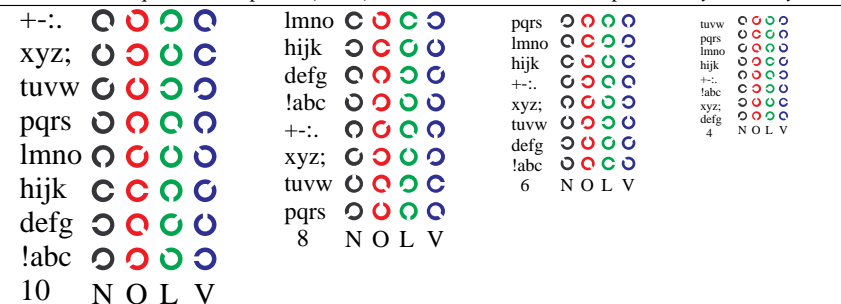 +-:.
xyz;
tuvw
pqrs
lmno
hijk
defg
!abc
10 N O L V
lmno
hijk
defg
!abc
+-:.
xyz;
tuvw
pqrs
8 N O L V
pqrs
lmno
hijk
+-:.
xyz;
tuvw
defg
!abc
6 N O L V
tuvw
pqrs
lmno
hijk
+-:.
!abc
xyz;
defg
4 N O L V